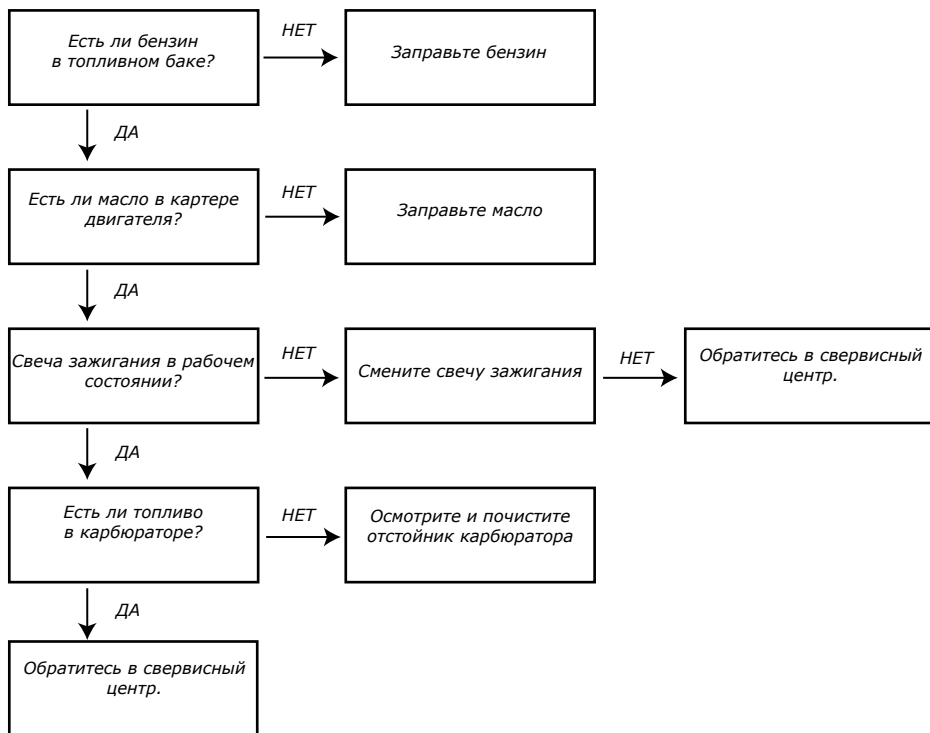 Есть ли бензин
в топливном баке?
НЕТ
Заправьте бензин
ДА
Есть ли масло в картере
двигателя?
НЕТ
Заправьте масло
ДА
Свеча зажигания в рабочем
состоянии?
НЕТ
Смените свечу зажигания
НЕТ
Обратитесь в свервисный
центр.
ДА
Есть ли топливо
в карбюраторе?
НЕТ
Осмотрите и почистите
отстойник карбюратора
ДА
Обратитесь в свервисный
центр.